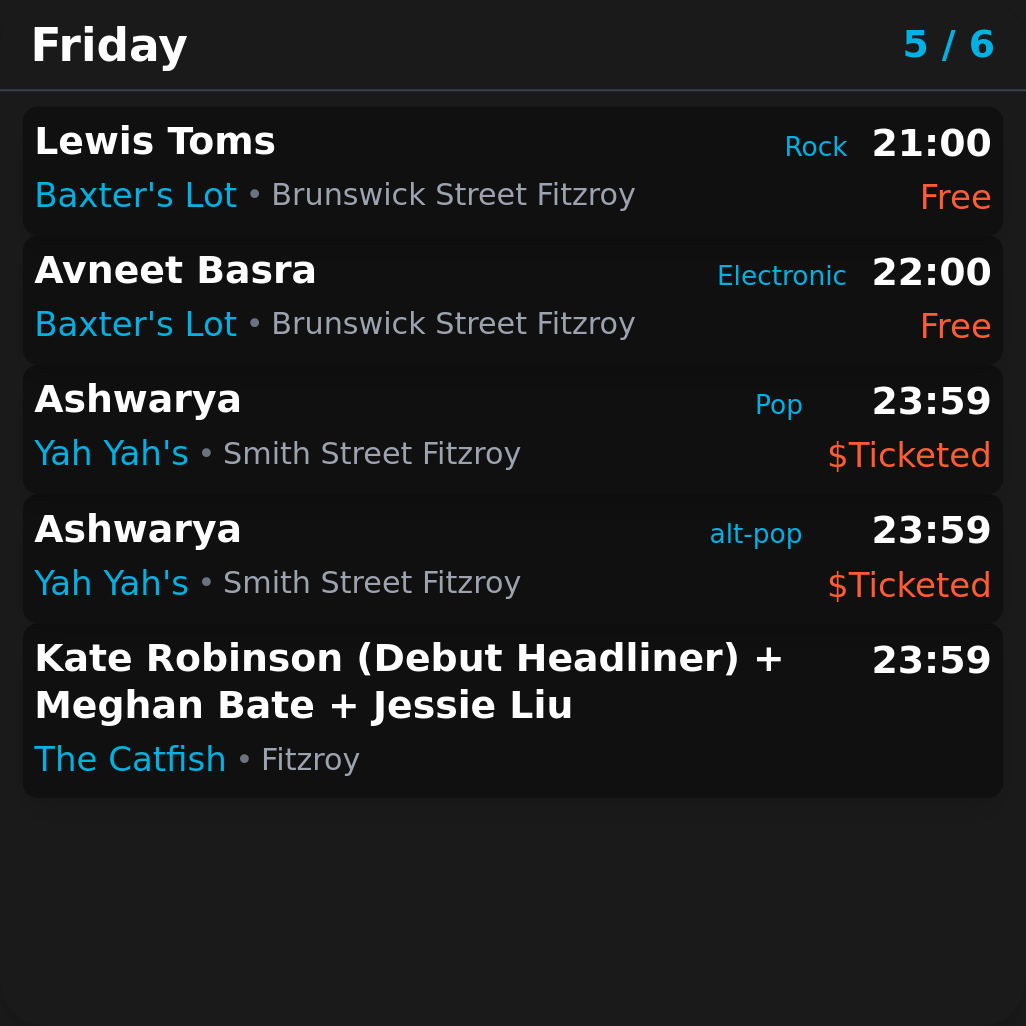 Friday 5 / 6
Lewis Toms Rock 21:00
Baxter's Lot • Brunswick Street Fitzroy Free
Avneet Basra Electronic 22:00
Baxter's Lot • Brunswick Street Fitzroy Free
Ashwarya Pop 23:59
Yah Yah's • Smith Street Fitzroy $Ticketed
Ashwarya alt-pop 23:59
Yah Yah's • Smith Street Fitzroy $Ticketed
Kate Robinson (Debut Headliner) + 23:59
Meghan Bate + Jessie Liu
The Catfish • Fitzroy